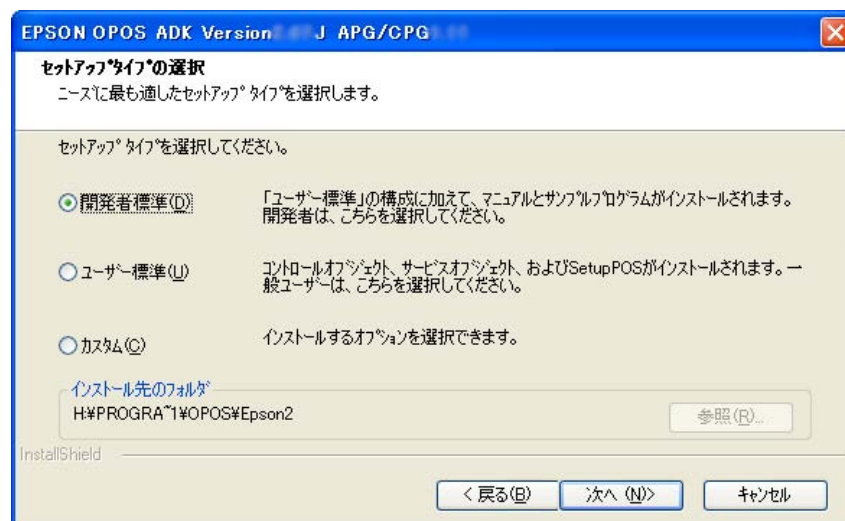 EPSON OPOS ADK Version J APG/CPG
セットアップ タイプの選択
ニーズに最も適したセットアップ タイプを選択します。
セットアップ タイプを選択してください。
開発者標準(D)
「ユーザー標準」の構成に加えて、マニュアルとサンプルプログラムがインストールされます。
開発者は、こちらを選択してください。
ユーザー標準(U)
コントロールオブジェクト、サービスオブジェクト、およびSetupPOSがインストールされます。一
般ユーザーは、こちらを選択してください。
カスタム(C)
インストールするオプションを選択できます。
インストール先のフォルダ
H:¥PROGRA~1¥OPOS¥Epson2
参照(R)...
InstallShield
< 戻る(B)
次へ (N)>
キャンセル